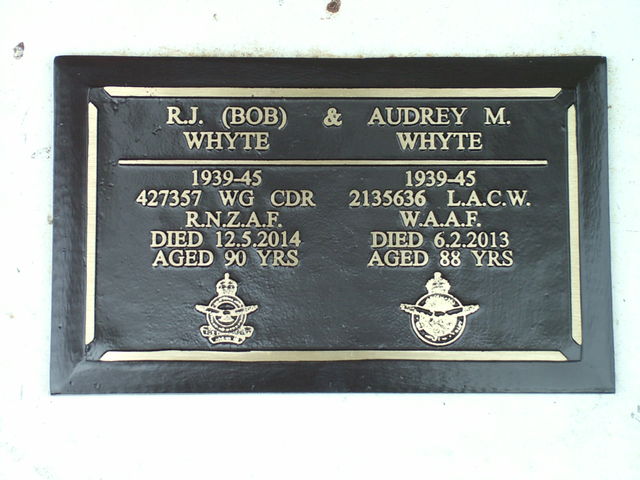 R.J. (BOB) & AUDREY M.
WHYTE WHYTE
1939-45 1939-45
427357 WG CDR 2135636 L.A.C.W.
R.N.Z.A.F. W.A.A.F.
DIED 12.5.2014 DIED 6.2.2013
AGED 90 YRS AGED 88 YRS